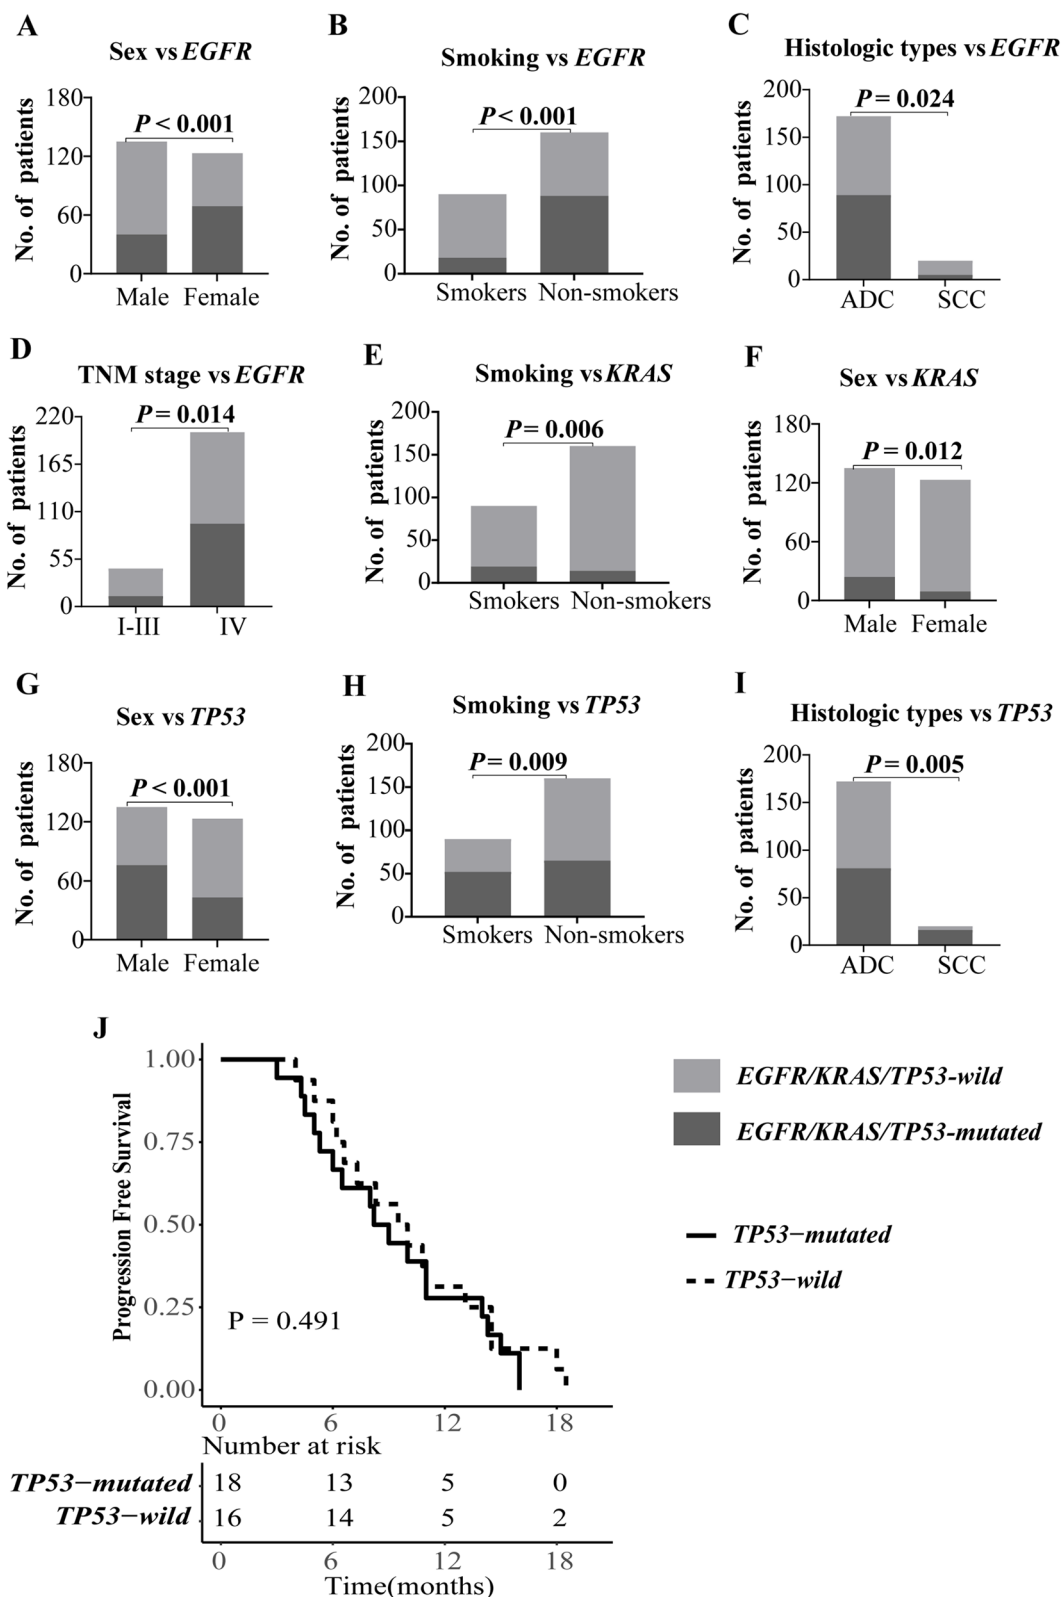 A
Sex vs EGFR
No. of patients
180
120
60
0
P < 0.001
Male Female
B
Smoking vs EGFR
No. of patients
200
150
100
50
0
P < 0.001
Smokers Non-smokers
C
Histologic types vs EGFR
No. of patients
200
150
100
50
0
P = 0.024
ADC SCC
D
TNM stage vs EGFR
No. of patients
220
165
110
55
0
P = 0.014
I-III IV
E
Smoking vs KRAS
No. of patients
200
150
100
50
0
P = 0.006
Smokers Non-smokers
F
Sex vs KRAS
No. of patients
180
120
60
0
P = 0.012
Male Female
G
Sex vs TP53
No. of patients
180
120
60
0
P < 0.001
Male Female
H
Smoking vs TP53
No. of patients
200
150
100
50
0
P = 0.009
Smokers Non-smokers
I
Histologic types vs TP53
No. of patients
200
150
100
50
0
P = 0.005
ADC SCC
J
Progression Free Survival
1.00
0.75
0.50
0.25
0.00
P = 0.491
0 6 12 18
Number at risk
TP53−mutated 18 13 5 0
TP53−wild 16 14 5 2
0 6 12 18
Time(months)
EGFR/KRAS/TP53-wild
EGFR/KRAS/TP53-mutated
TP53−mutated
TP53−wild